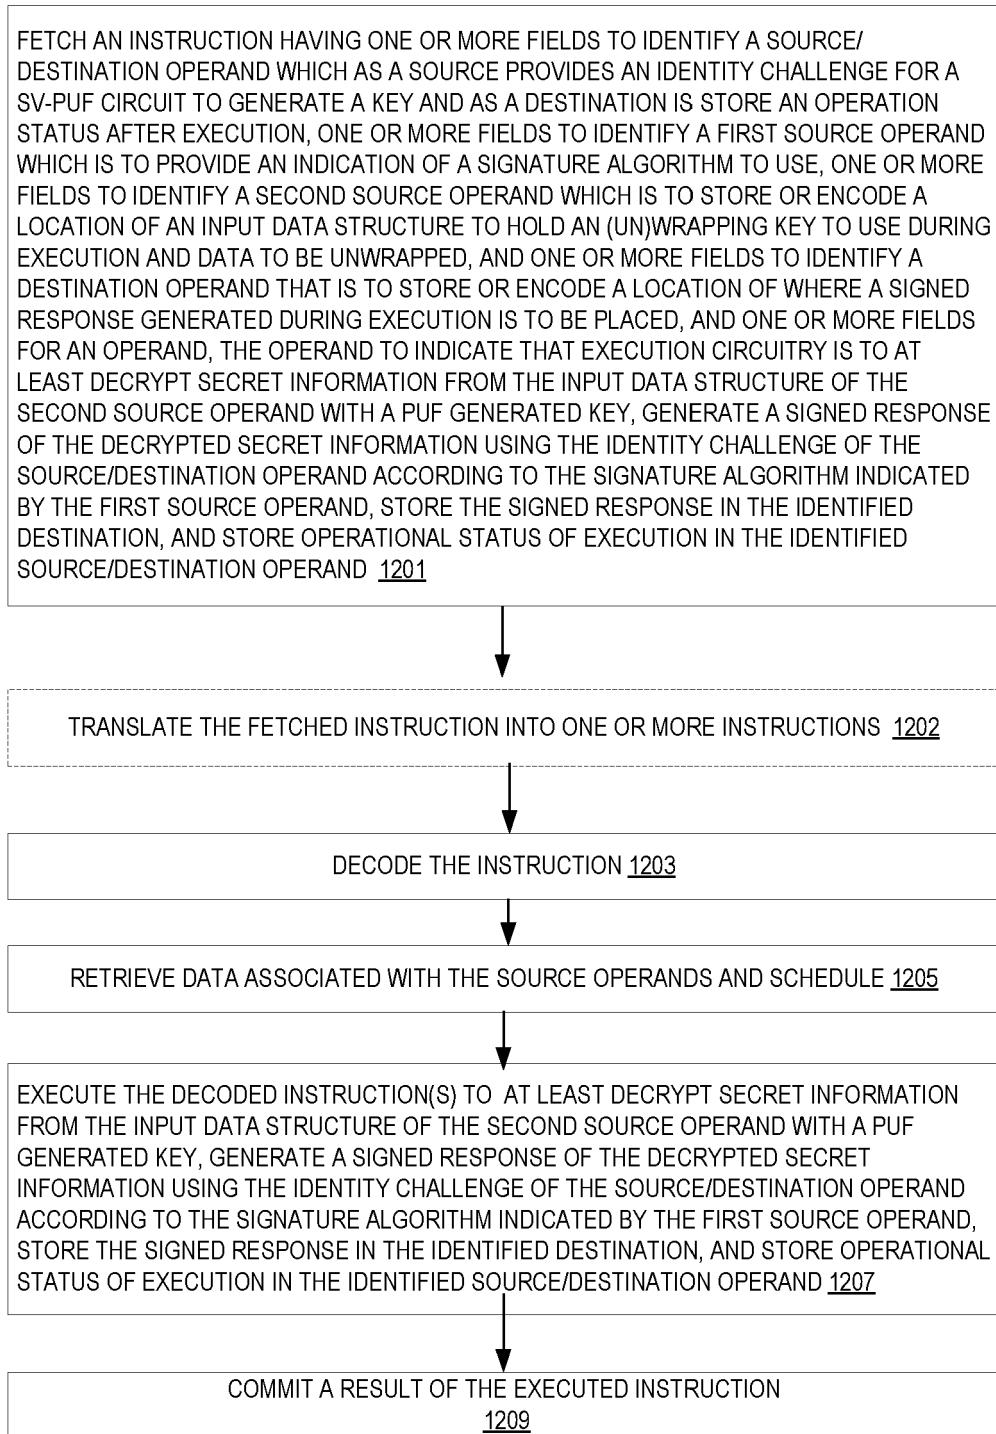 FETCH AN INSTRUCTION HAVING ONE OR MORE FIELDS TO IDENTIFY A SOURCE/
DESTINATION OPERAND WHICH AS A SOURCE PROVIDES AN IDENTITY CHALLENGE FOR A
SV-PUF CIRCUIT TO GENERATE A KEY AND AS A DESTINATION IS STORE AN OPERATION
STATUS AFTER EXECUTION, ONE OR MORE FIELDS TO IDENTIFY A FIRST SOURCE OPERAND
WHICH IS TO PROVIDE AN INDICATION OF A SIGNATURE ALGORITHM TO USE, ONE OR MORE
FIELDS TO IDENTIFY A SECOND SOURCE OPERAND WHICH IS TO STORE OR ENCODE A
LOCATION OF AN INPUT DATA STRUCTURE TO HOLD AN (UN)WRAPPING KEY TO USE DURING
EXECUTION AND DATA TO BE UNWRAPPED, AND ONE OR MORE FIELDS TO IDENTIFY A
DESTINATION OPERAND THAT IS TO STORE OR ENCODE A LOCATION OF WHERE A SIGNED
RESPONSE GENERATED DURING EXECUTION IS TO BE PLACED, AND ONE OR MORE FIELDS
FOR AN OPERAND, THE OPERAND TO INDICATE THAT EXECUTION CIRCUITRY IS TO AT
LEAST DECRYPT SECRET INFORMATION FROM THE INPUT DATA STRUCTURE OF THE
SECOND SOURCE OPERAND WITH A PUF GENERATED KEY, GENERATE A SIGNED RESPONSE
OF THE DECRYPTED SECRET INFORMATION USING THE IDENTITY CHALLENGE OF THE
SOURCE/DESTINATION OPERAND ACCORDING TO THE SIGNATURE ALGORITHM INDICATED
BY THE FIRST SOURCE OPERAND, STORE THE SIGNED RESPONSE IN THE IDENTIFIED
DESTINATION, AND STORE OPERATIONAL STATUS OF EXECUTION IN THE IDENTIFIED
SOURCE/DESTINATION OPERAND 1201
TRANSLATE THE FETCHED INSTRUCTION INTO ONE OR MORE INSTRUCTIONS 1202
DECODE THE INSTRUCTION 1203
RETRIEVE DATA ASSOCIATED WITH THE SOURCE OPERANDS AND SCHEDULE 1205
EXECUTE THE DECODED INSTRUCTION(S) TO AT LEAST DECRYPT SECRET INFORMATION
FROM THE INPUT DATA STRUCTURE OF THE SECOND SOURCE OPERAND WITH A PUF
GENERATED KEY, GENERATE A SIGNED RESPONSE OF THE DECRYPTED SECRET
INFORMATION USING THE IDENTITY CHALLENGE OF THE SOURCE/DESTINATION OPERAND
ACCORDING TO THE SIGNATURE ALGORITHM INDICATED BY THE FIRST SOURCE OPERAND,
STORE THE SIGNED RESPONSE IN THE IDENTIFIED DESTINATION, AND STORE OPERATIONAL
STATUS OF EXECUTION IN THE IDENTIFIED SOURCE/DESTINATION OPERAND 1207
COMMIT A RESULT OF THE EXECUTED INSTRUCTION
1209